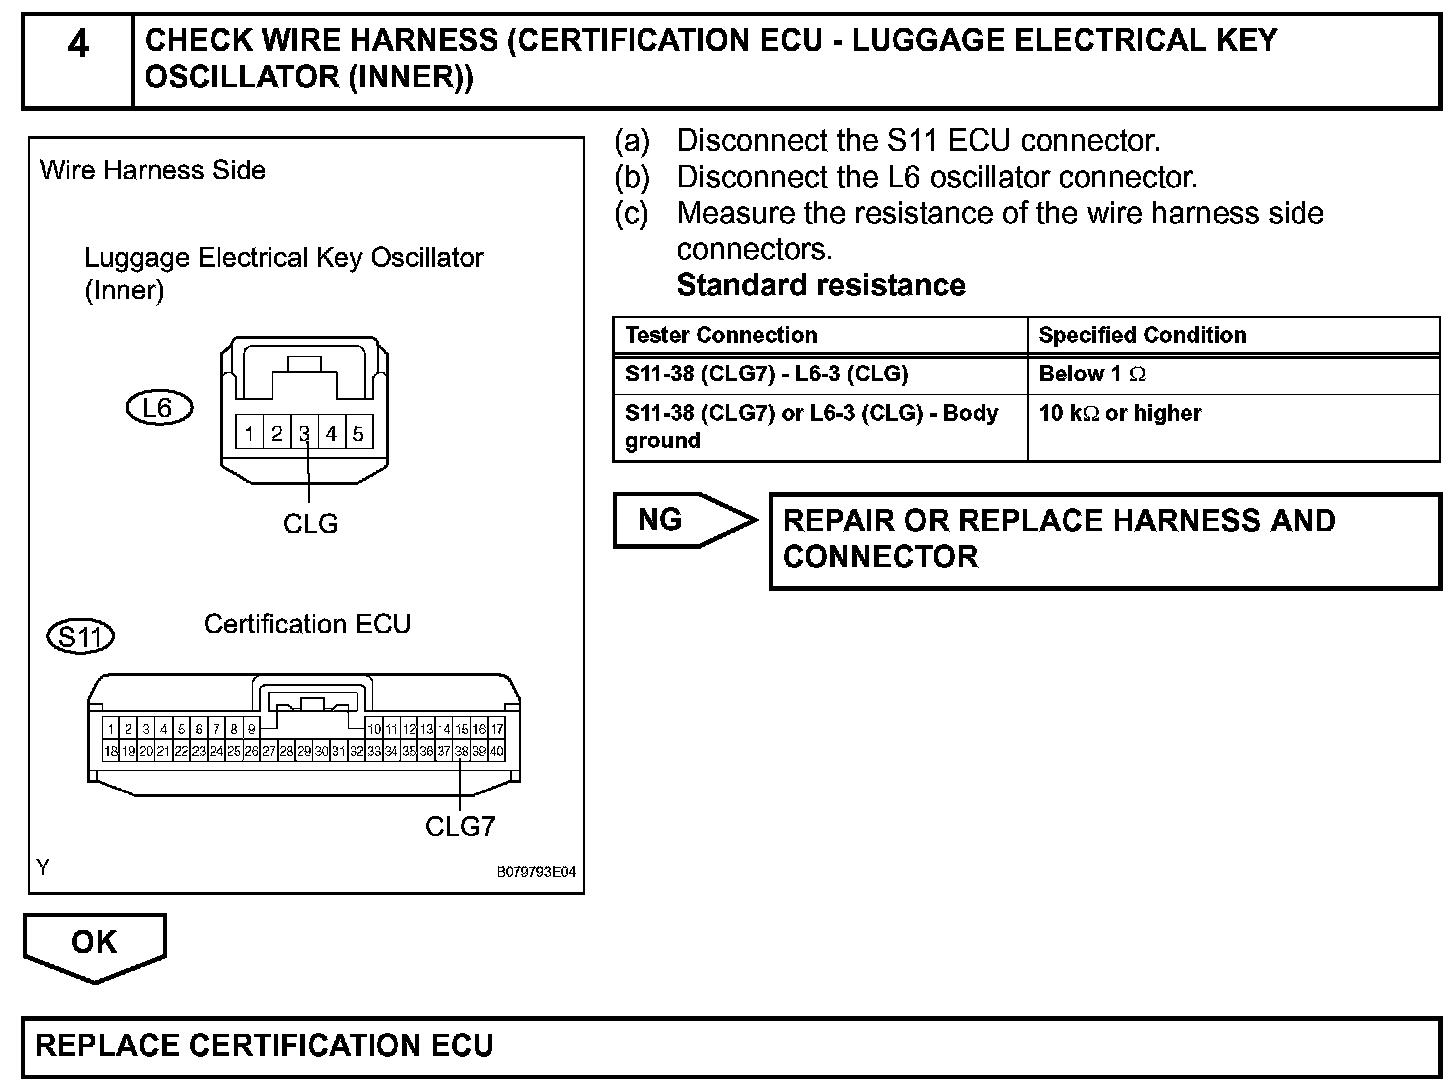 4
CHECK WIRE HARNESS (CERTIFICATION ECU - LUGGAGE ELECTRICAL KEY
OSCILLATOR (INNER))
Wire Harness Side
Luggage Electrical Key Oscillator
(Inner)
L6
1 2 3 4 5
CLG
S11
Certification ECU
1 2 3 4 5 6 7 8 9 10 11 12 13 14 15 16 17
18 19 20 21 22 23 24 25 26 27 28 29 30 31 32 33 34 35 36 37 38 39 40
CLG7
Y
B079793E04
(a) Disconnect the S11 ECU connector.
(b) Disconnect the L6 oscillator connector.
(c) Measure the resistance of the wire harness side
connectors.
Standard resistance
Tester Connection Specified Condition
S11-38 (CLG7) - L6-3 (CLG) Below 1 Ω
S11-38 (CLG7) or L6-3 (CLG) - Body 10 kΩ or higher
ground
NG
REPAIR OR REPLACE HARNESS AND
CONNECTOR
OK
REPLACE CERTIFICATION ECU